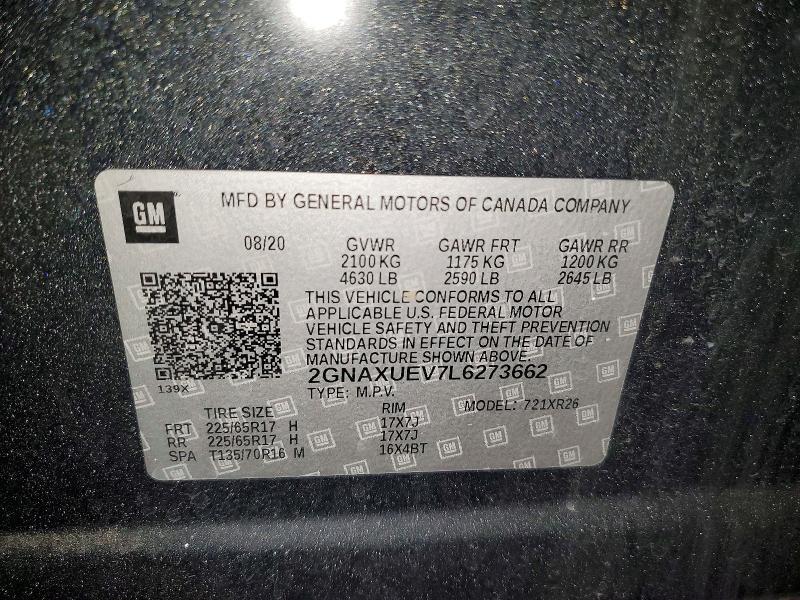 GM
MFD BY GENERAL MOTORS OF CANADA COMPANY
08/20 GVWR GAWR FRT GAWR RR
2100 KG 1175 KG 1200 KG
4630 LB 2590 LB 2645 LB
THIS VEHICLE CONFORMS TO ALL
APPLICABLE U.S. FEDERAL MOTOR
VEHICLE SAFETY AND THEFT PREVENTION
STANDARDS IN EFFECT ON THE DATE OF
MANUFACTURE SHOWN ABOVE.
2GNAXUEV7L6273662
139X
TYPE: M.P.V. MODEL: 721XR26
TIRE SIZE RIM
FRT 225/65R17 H 17X7J
RR 225/65R17 H 17X7J
SPA T135/70R16 M 16X4BT